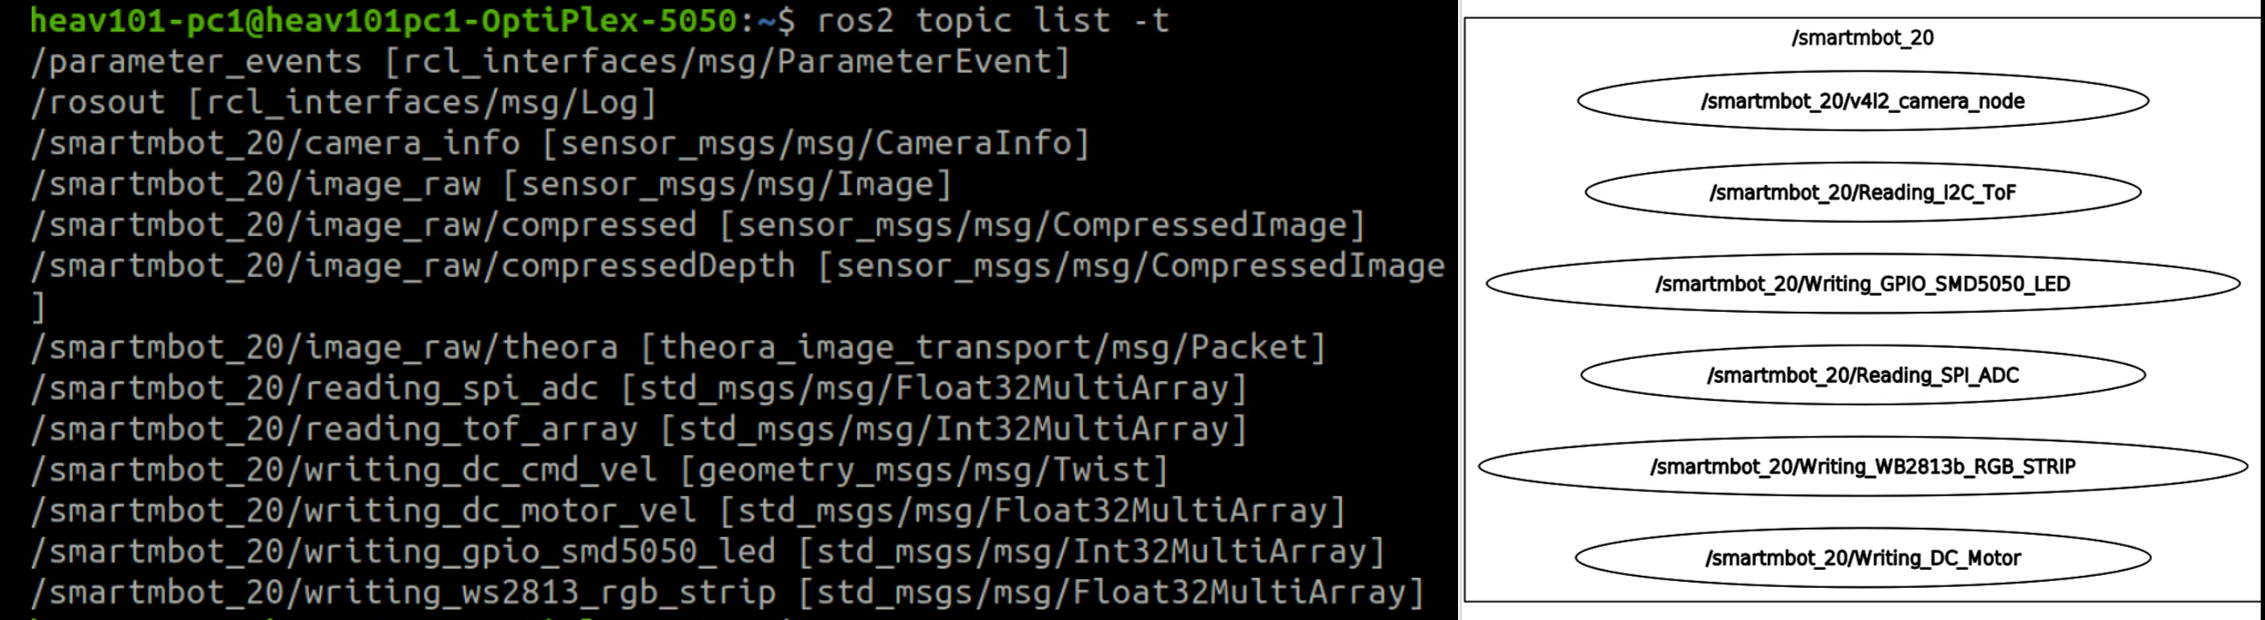 heav101-pc1@heav101pc1-OptiPlex-5050:~$ ros2 topic list -t
/parameter_events [rcl_interfaces/msg/ParameterEvent]
/rosout [rcl_interfaces/msg/Log]
/smartmbot_20/camera_info [sensor_msgs/msg/CameraInfo]
/smartmbot_20/image_raw [sensor_msgs/msg/Image]
/smartmbot_20/image_raw/compressed [sensor_msgs/msg/CompressedImage]
/smartmbot_20/image_raw/compressedDepth [sensor_msgs/msg/CompressedImage
]
/smartmbot_20/image_raw/theora [theora_image_transport/msg/Packet]
/smartmbot_20/reading_spi_adc [std_msgs/msg/Float32MultiArray]
/smartmbot_20/reading_tof_array [std_msgs/msg/Int32MultiArray]
/smartmbot_20/writing_dc_cmd_vel [geometry_msgs/msg/Twist]
/smartmbot_20/writing_dc_motor_vel [std_msgs/msg/Float32MultiArray]
/smartmbot_20/writing_gpio_smd5050_led [std_msgs/msg/Int32MultiArray]
/smartmbot_20/writing_ws2813_rgb_strip [std_msgs/msg/Float32MultiArray]
/smartmbot_20
/smartmbot_20/v4l2_camera_node
/smartmbot_20/Reading_I2C_ToF
/smartmbot_20/Writing_GPIO_SMD5050_LED
/smartmbot_20/Reading_SPI_ADC
/smartmbot_20/Writing_WB2813b_RGB_STRIP
/smartmbot_20/Writing_DC_Motor